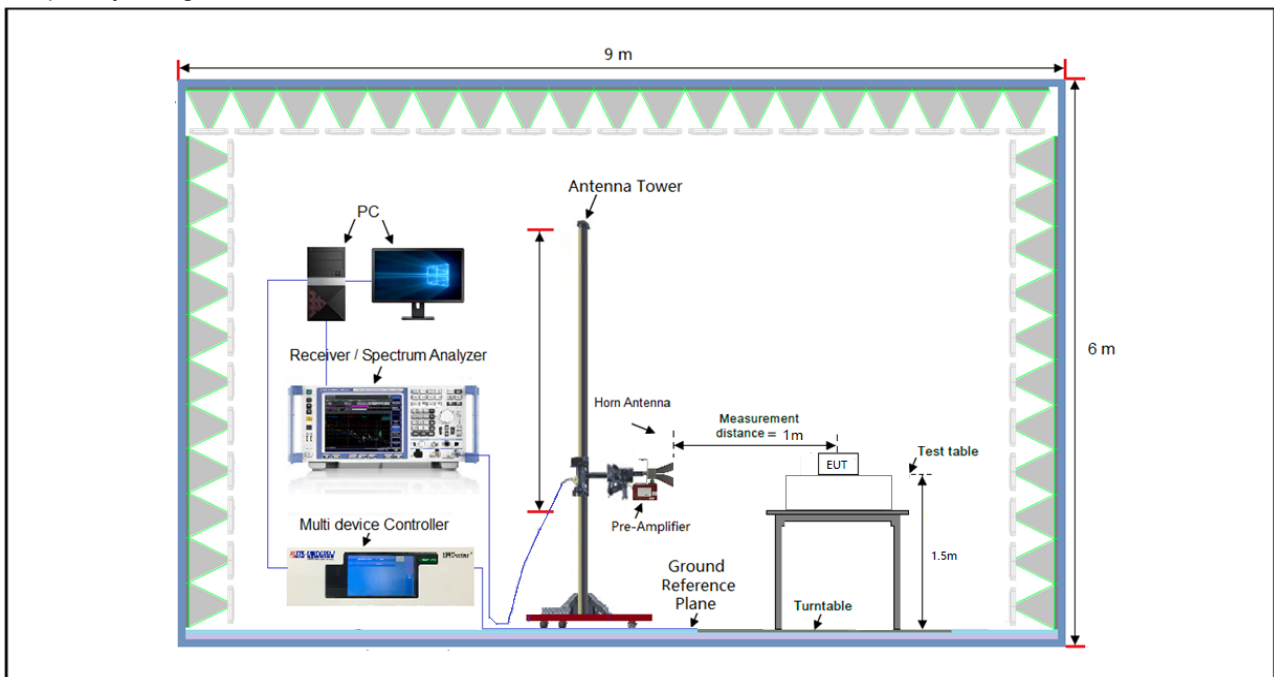 9 m
Antenna Tower
PC
6 m
Receiver / Spectrum Analyzer
Horn Antenna
Measurement
distance = 1m
EUT
Test table
Pre-Amplifier
Multi device Controller
1.5m
Ground
Reference
Plane
Turntable